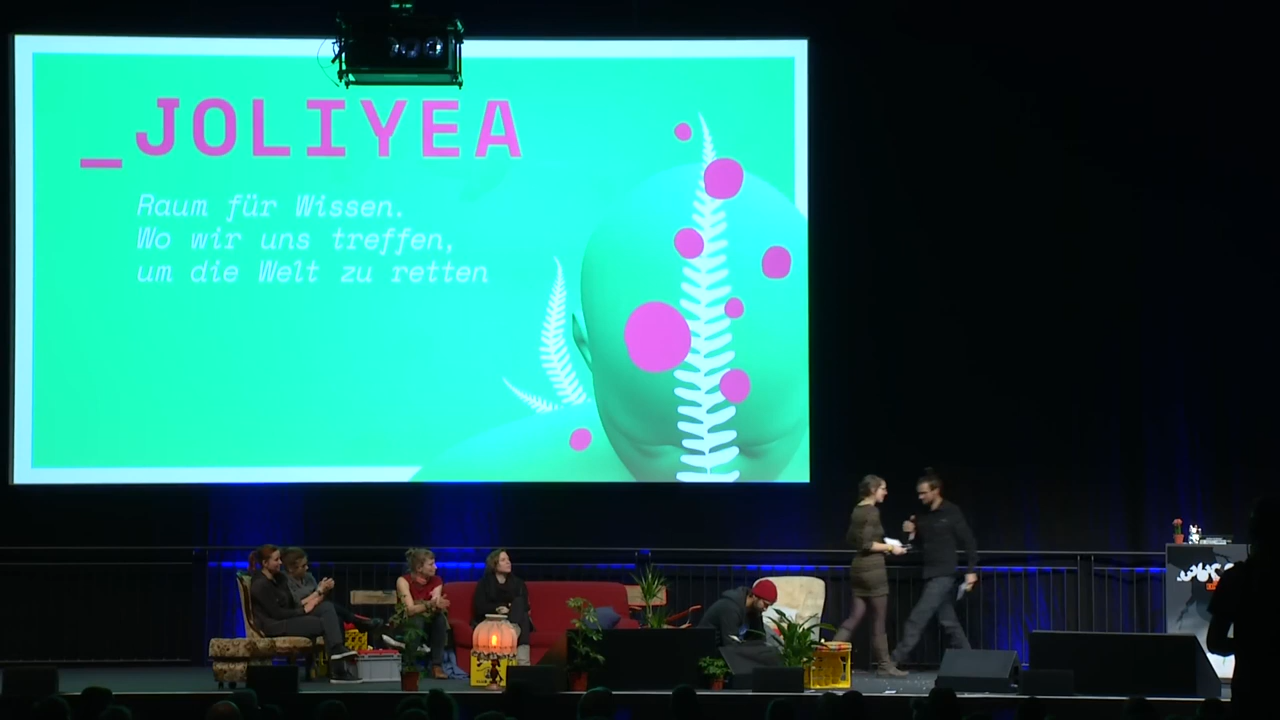 _JOLIYEA
Raum für Wissen.
Wo wir uns treffen,
um die Welt zu retten